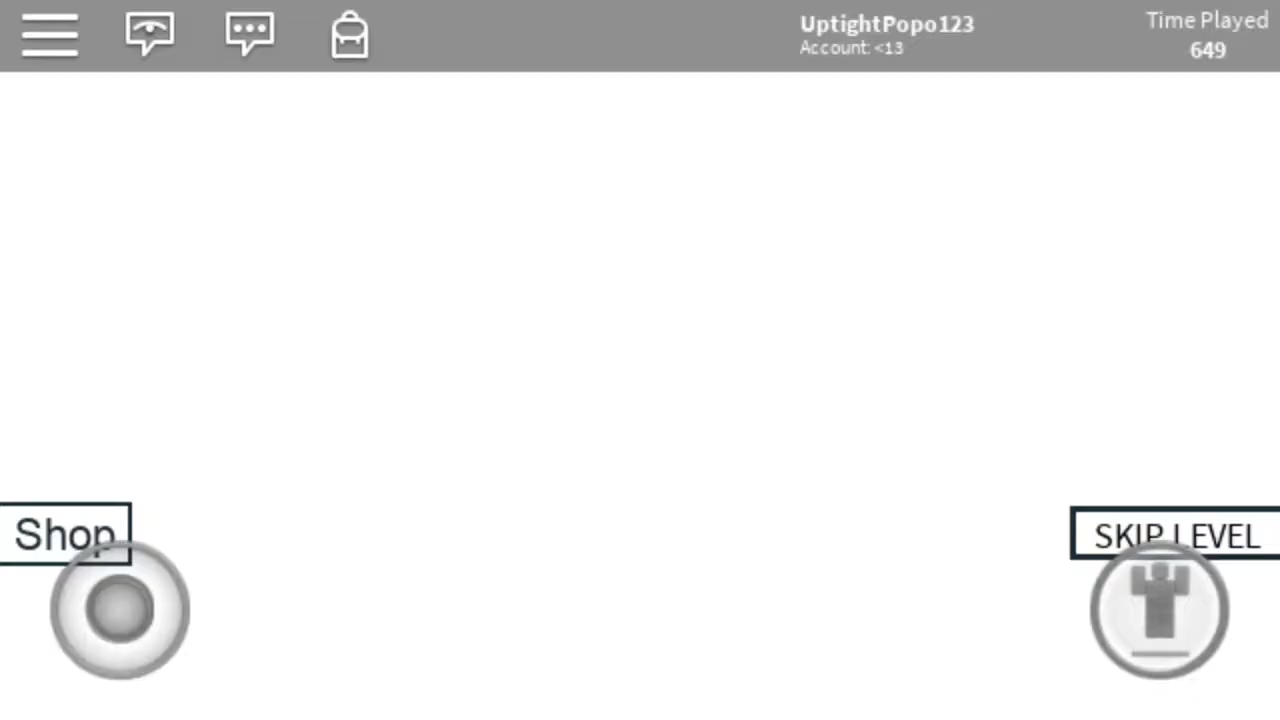 UptightPopo123
Account: <13
Time Played
649
Shop
SKIP LEVEL